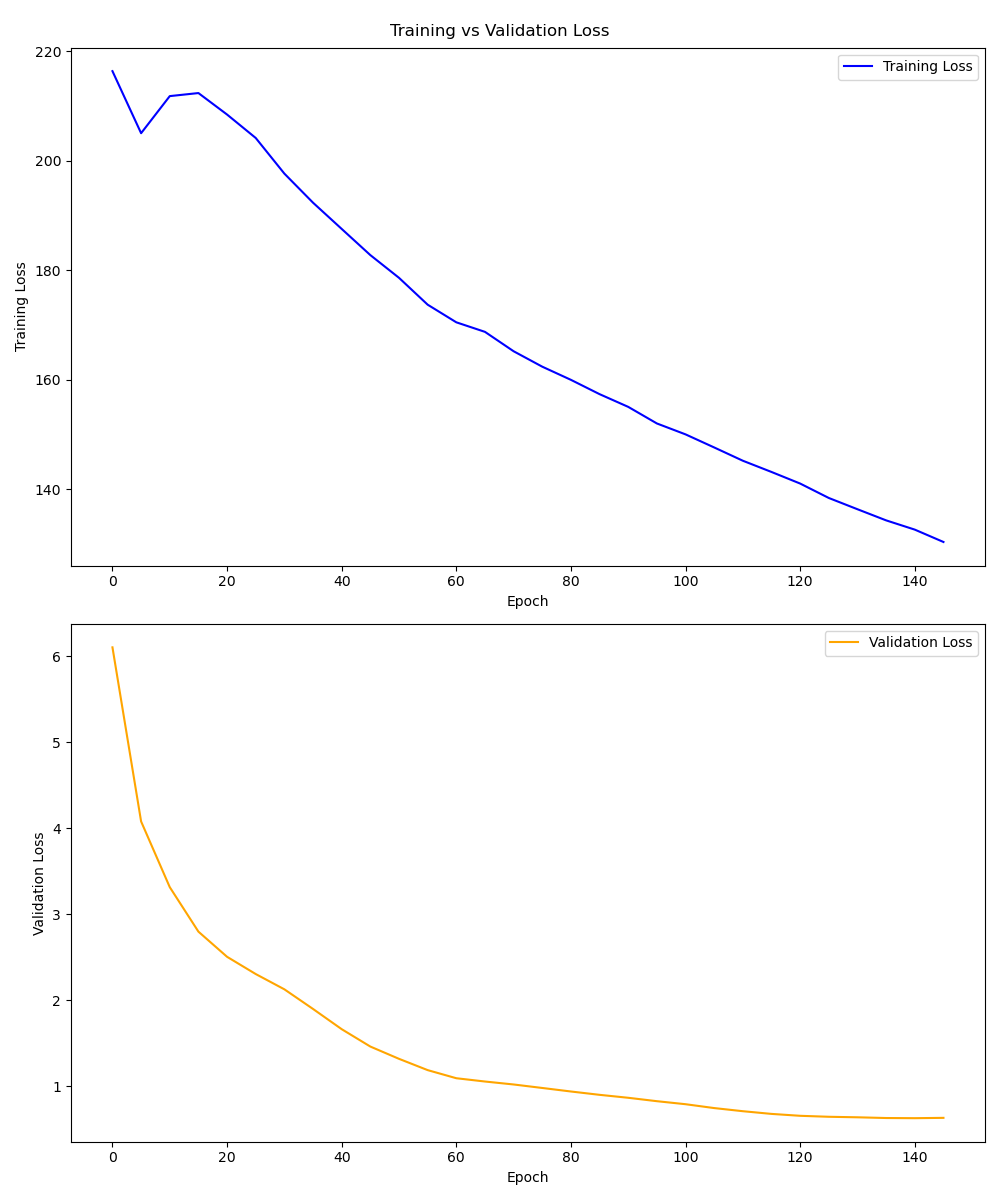 Training vs Validation Loss
220
200
180
160
140
Training Loss
Training Loss
0 20 40 60 80 100 120 140
Epoch
6
5
4
3
2
1
Validation Loss
Validation Loss
0 20 40 60 80 100 120 140
Epoch